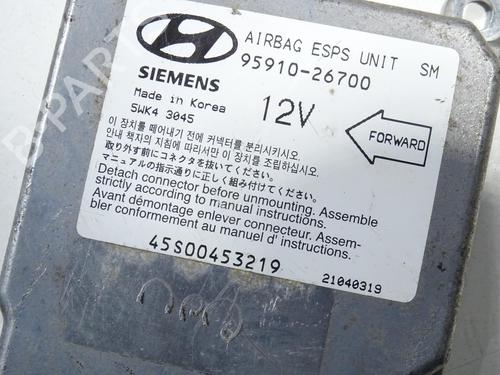 AIRBAG ESPS UNIT SM
95910-26700
SIEMENS
Made in Korea
5WK4 3045
12V
FORWARD
이 장치를 떼어내기 전에 커넥터를 분리시키시오.
안내 책자의 지침에 따라서만 이 장치를 조립하십시오.
取り外す前にコネクタを抜いてください。
マニュアルの指示通りに正しく組み付けてください。
Detach connector before unmounting. Assemble
strictly according to manual instructions.
Avant démontage enlever connecteur. Assem-
bler conformement au manuel d' instructions.
45S00453219
21040319
B-PARTS